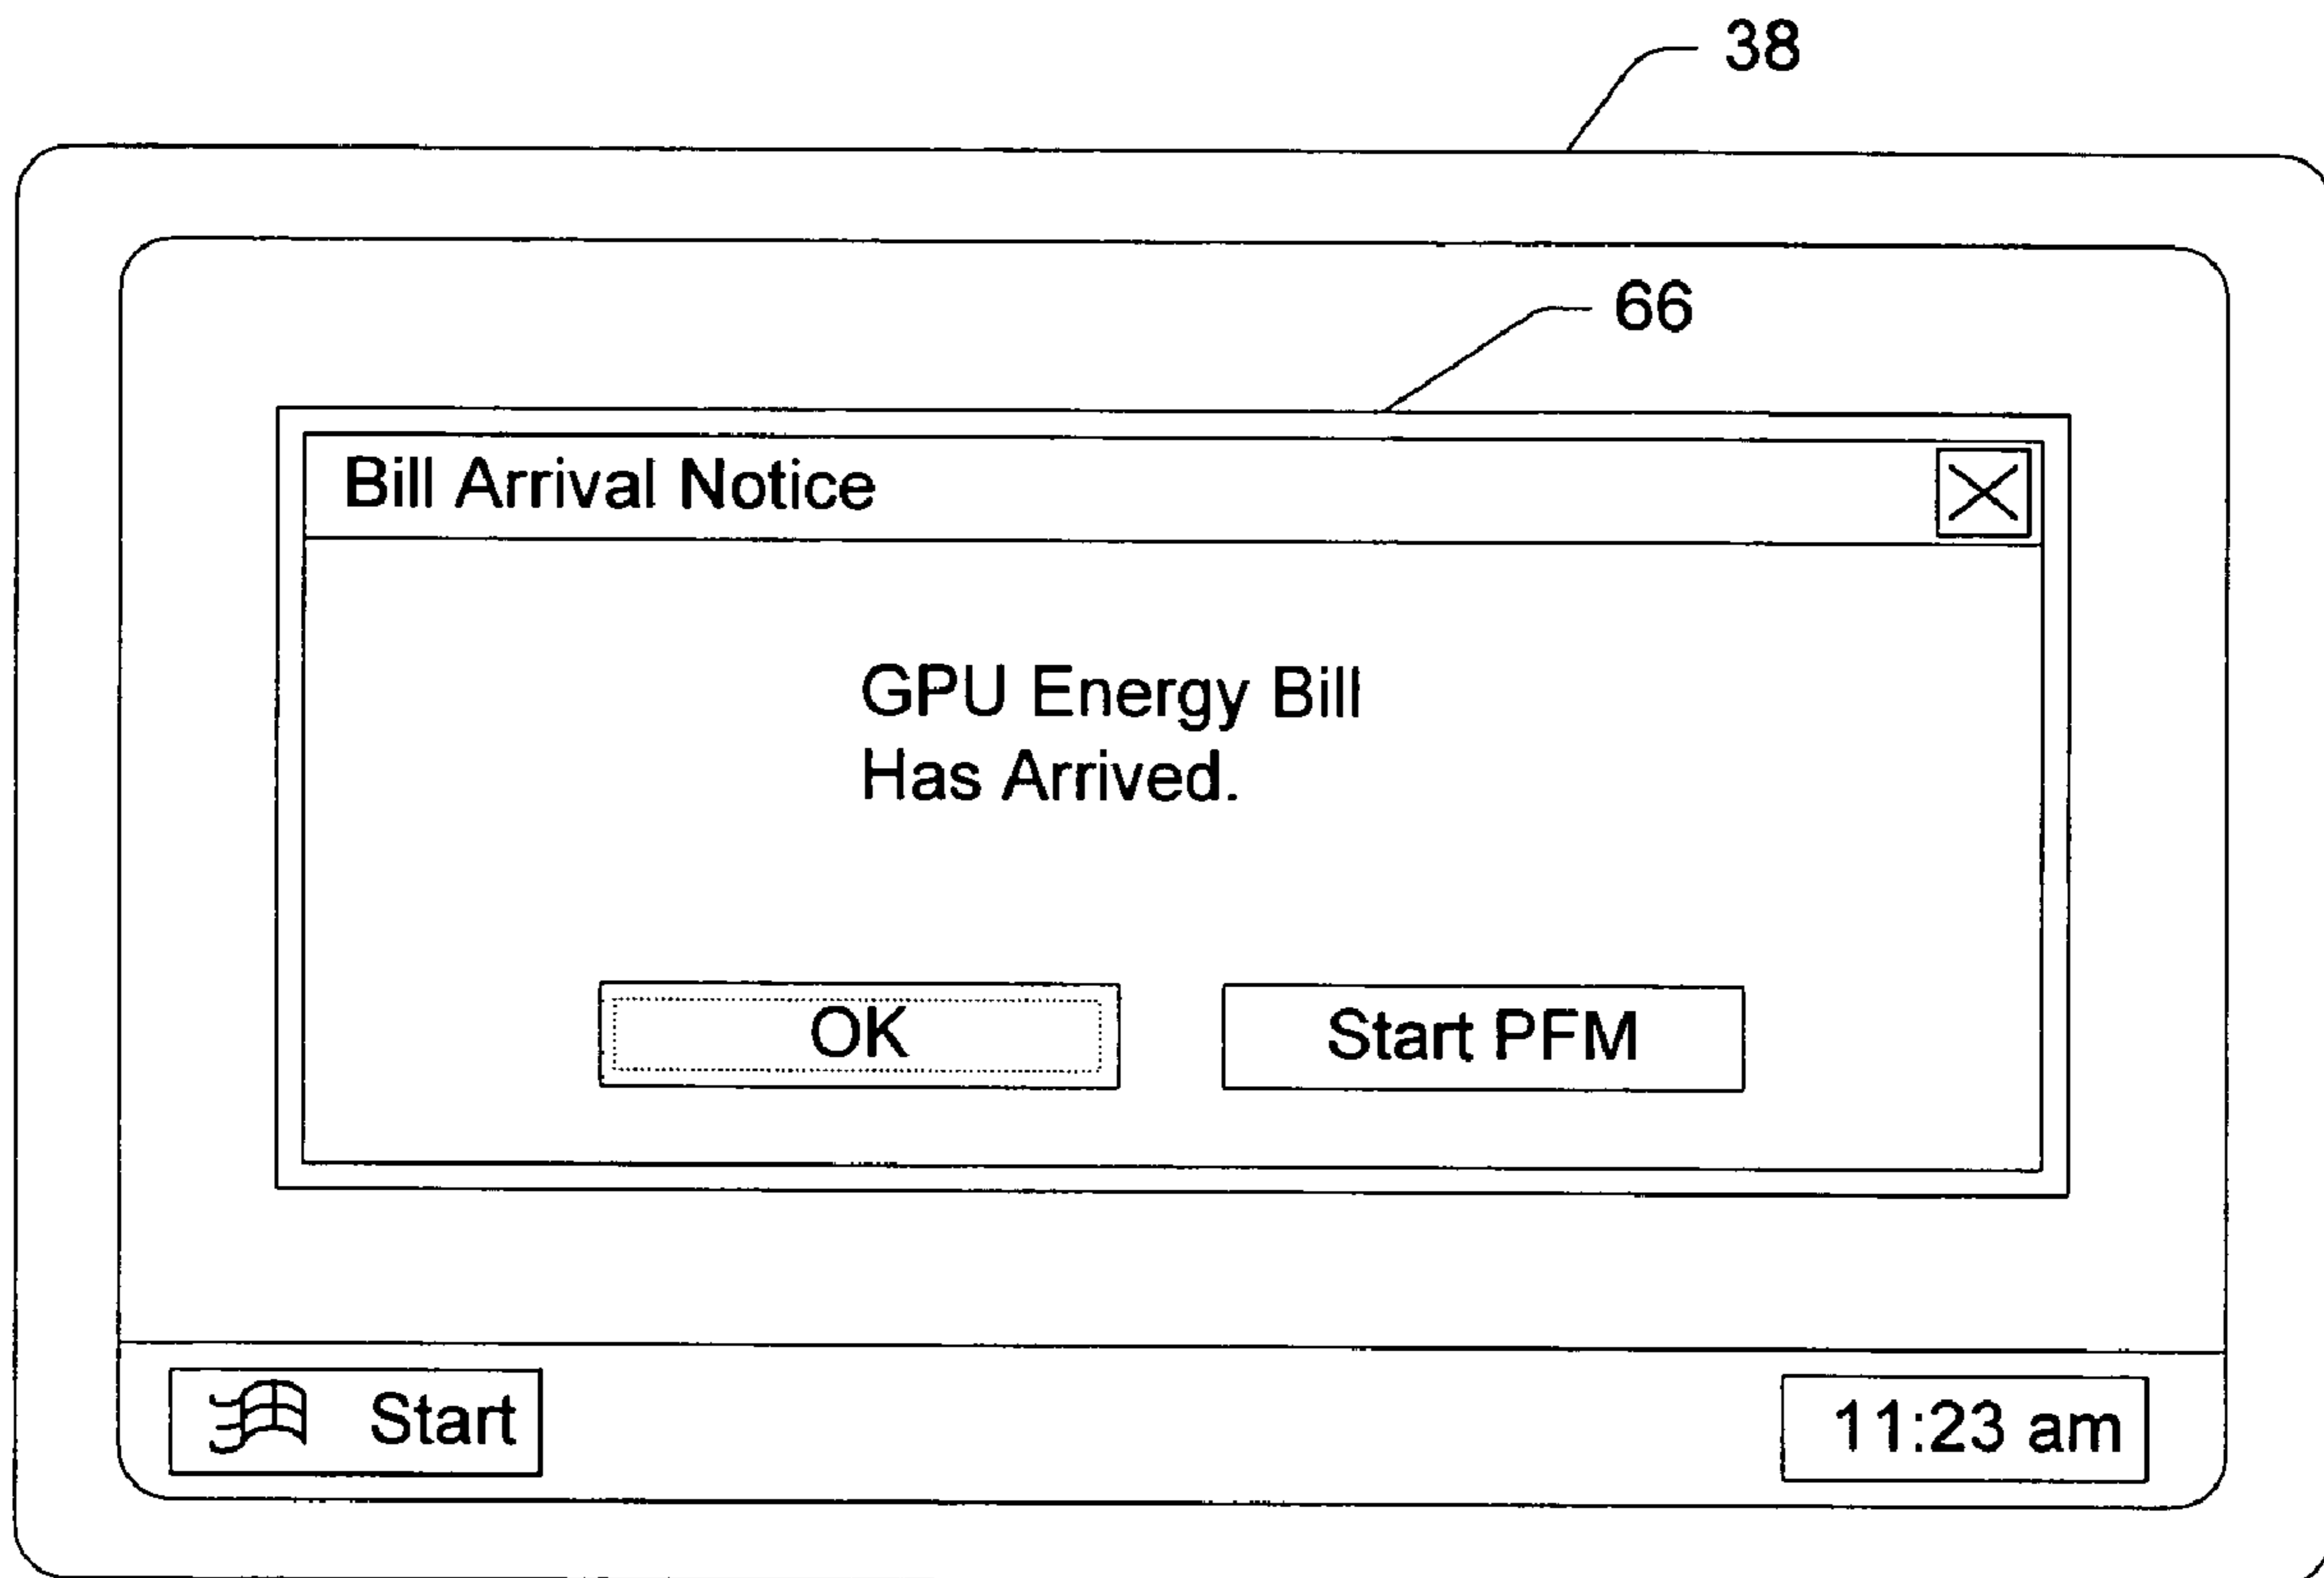 38
66
Bill Arrival Notice
GPU Energy Bill
Has Arrived.
OK
Start PFM
Start
11:23 am